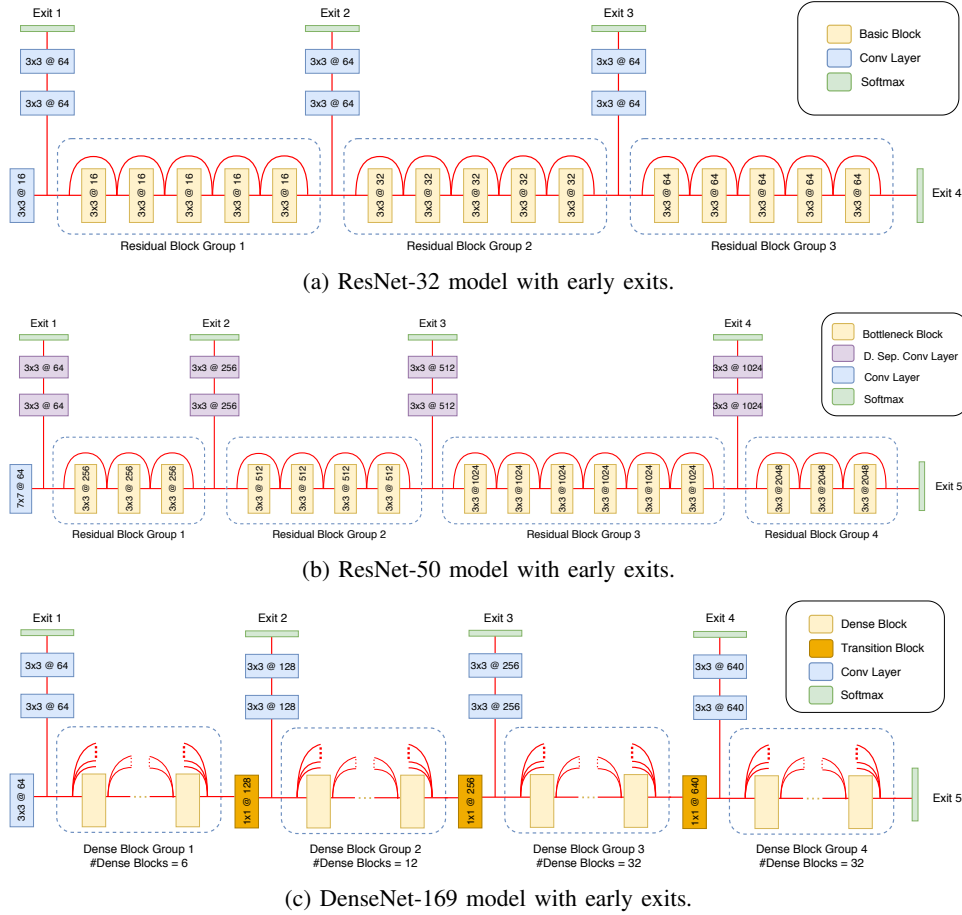 Exit 1 Exit 2 Exit 3
Basic Block
Conv Layer
Softmax
3x3 @ 64 3x3 @ 64 3x3 @ 64
3x3 @ 64 3x3 @ 64 3x3 @ 64
3x3 @ 16 3x3 @ 16 3x3 @ 16 3x3 @ 16 3x3 @ 16 3x3 @ 16 3x3 @ 32 3x3 @ 32 3x3 @ 32 3x3 @ 32 3x3 @ 32 3x3 @ 64 3x3 @ 64 3x3 @ 64 3x3 @ 64 3x3 @ 64 Exit 4
Residual Block Group 1 Residual Block Group 2 Residual Block Group 3
(a) ResNet-32 model with early exits.
Exit 1 Exit 2 Exit 3 Exit 4
Bottleneck Block
D. Sep. Conv Layer
Conv Layer
Softmax
3x3 @ 64 3x3 @ 256 3x3 @ 512 3x3 @ 1024
3x3 @ 64 3x3 @ 256 3x3 @ 512 3x3 @ 1024
7x7 @ 64 3x3 @ 256 3x3 @ 256 3x3 @ 256 3x3 @ 512 3x3 @ 512 3x3 @ 512 3x3 @ 512 3x3 @ 1024 3x3 @ 1024 3x3 @ 1024 3x3 @ 1024 3x3 @ 1024 3x3 @ 1024 3x3 @ 2048 3x3 @ 2048 3x3 @ 2048 Exit 5
Residual Block Group 1 Residual Block Group 2 Residual Block Group 3 Residual Block Group 4
(b) ResNet-50 model with early exits.
Exit 1 Exit 2 Exit 3 Exit 4
Dense Block
Transition Block
Conv Layer
Softmax
3x3 @ 64 3x3 @ 128 3x3 @ 256 3x3 @ 640
3x3 @ 64 3x3 @ 128 3x3 @ 256 3x3 @ 640
3x3 @ 64 1x1 @ 128 1x1 @ 256 1x1 @ 640 Exit 5
Dense Block Group 1 Dense Block Group 2 Dense Block Group 3 Dense Block Group 4
#Dense Blocks = 6 #Dense Blocks = 12 #Dense Blocks = 32 #Dense Blocks = 32
(c) DenseNet-169 model with early exits.